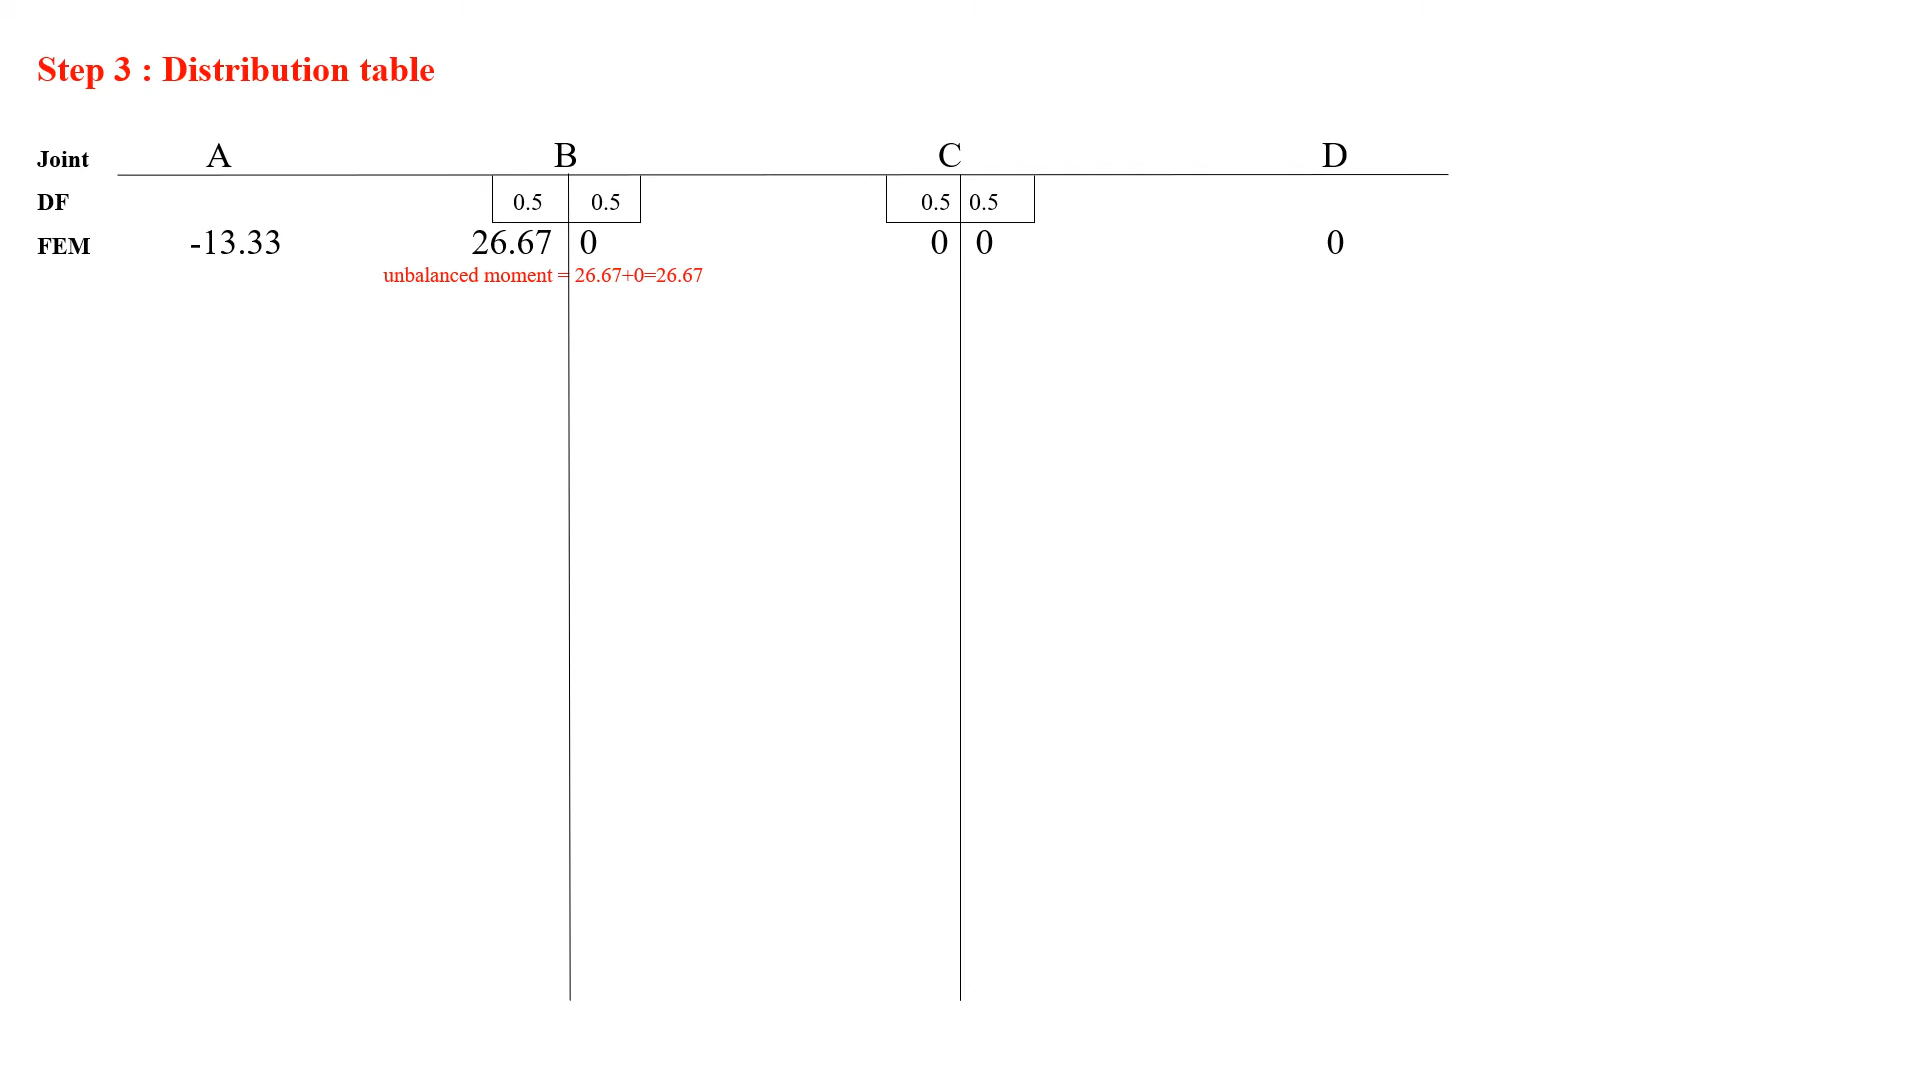 Step 3 : Distribution table
Joint A B C D
DF 0.5 0.5 0.5 0.5
FEM -13.33 26.67 0 0 0 0
unbalanced moment = 26.67+0=26.67